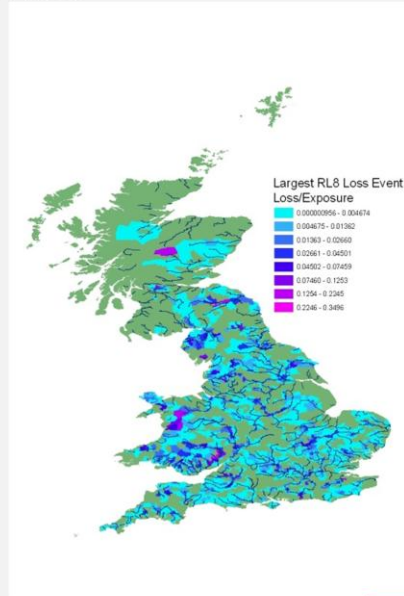 Largest RL8 Loss Event
Loss/Exposure
0.000000956 - 0.004674
0.004675 - 0.01362
0.01363 - 0.02660
0.02661 - 0.04501
0.04502 - 0.07459
0.07460 - 0.1253
0.1254 - 0.2245
0.2246 - 0.3496